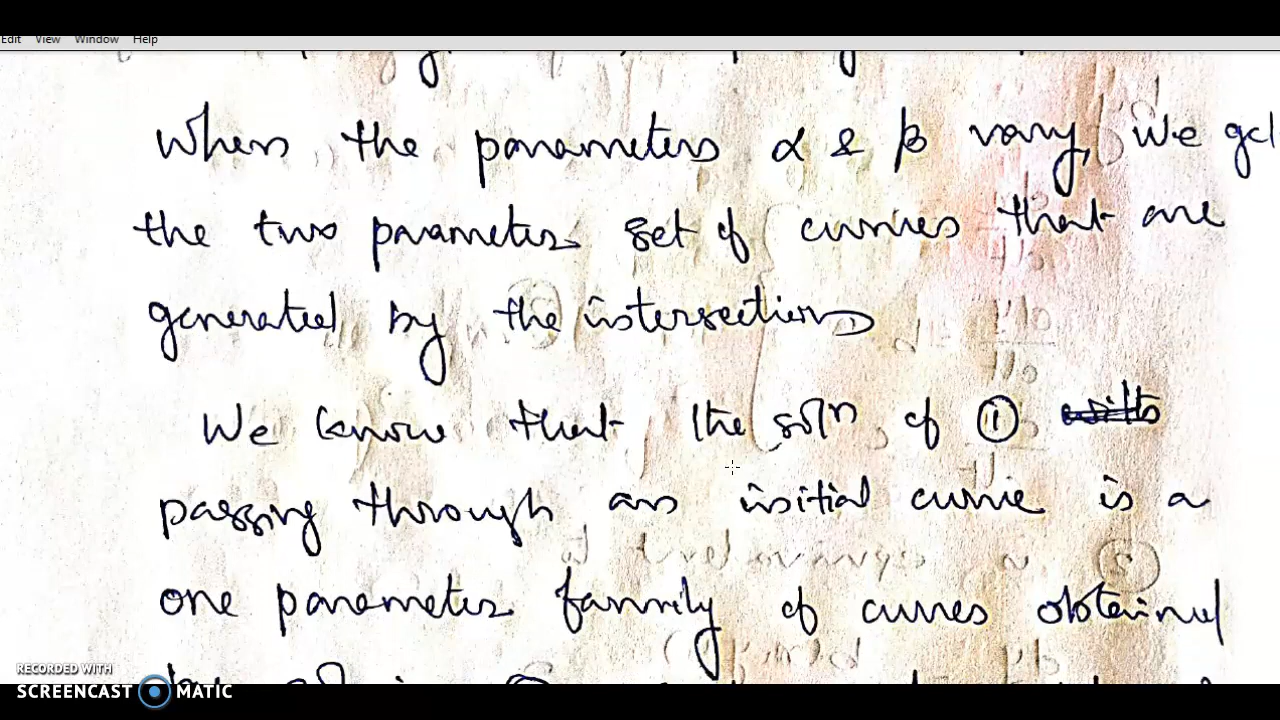 Edit View Window Help
When the parameters α & β vary, we get
the two parameter set of curves that are
generated by the intersection
We know that the solⁿ of ①
passing through an initial curve is a
one parameter family of curves obtained
RECORDED WITH
SCREENCAST MATIC